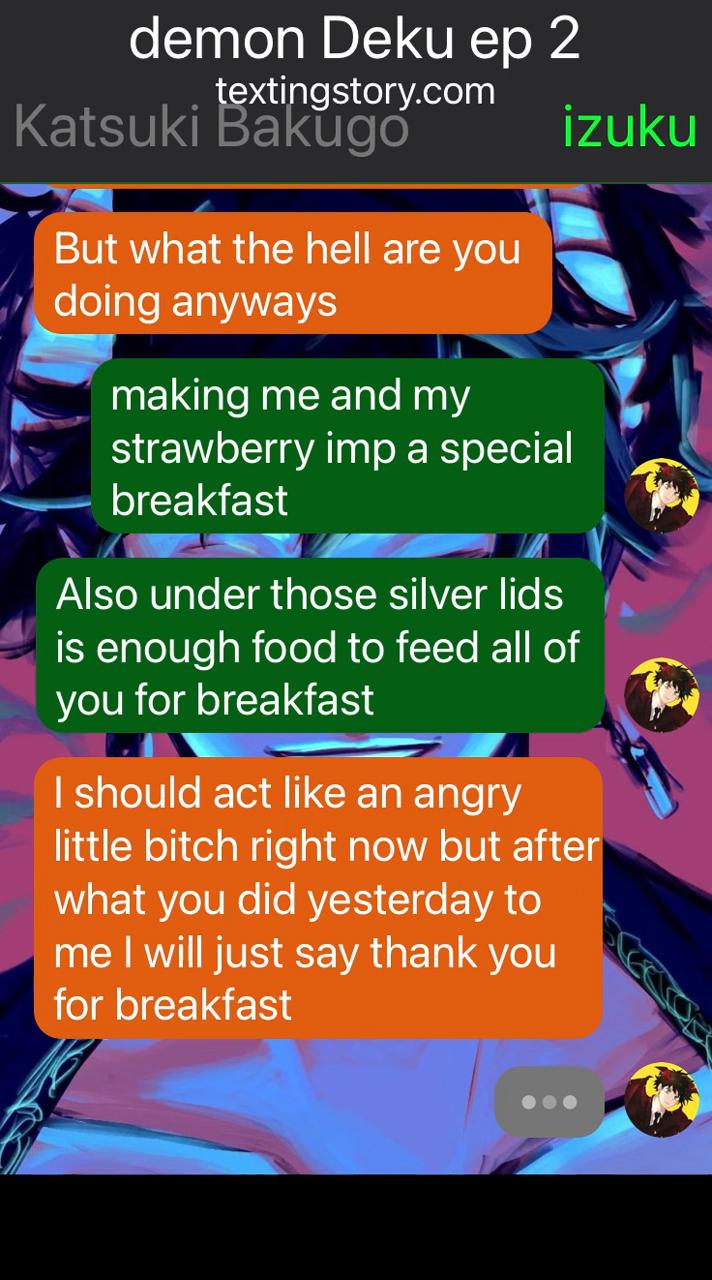 demon Deku ep 2
textingstory.com
Katsuki Bakugo izuku
But what the hell are you
doing anyways
making me and my
strawberry imp a special
breakfast
Also under those silver lids
is enough food to feed all of
you for breakfast
I should act like an angry
little bitch right now but after
what you did yesterday to
me I will just say thank you
for breakfast